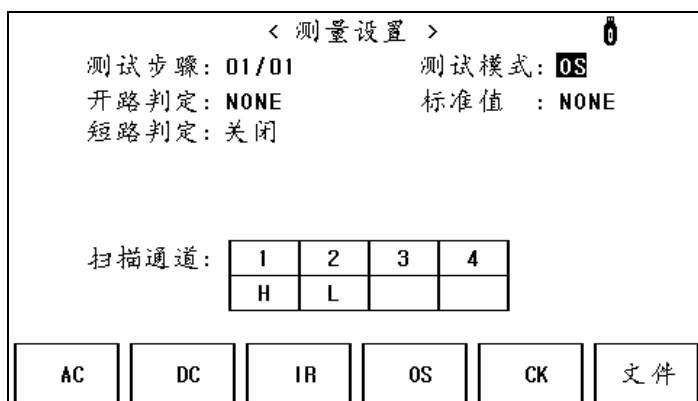 < 测量设置 >
测试步骤: 01/01 测试模式: OS
开路判定: NONE 标准值 : NONE
短路判定: 关闭
扫描通道: 1 2 3 4
H L
AC DC IR OS CK 文件